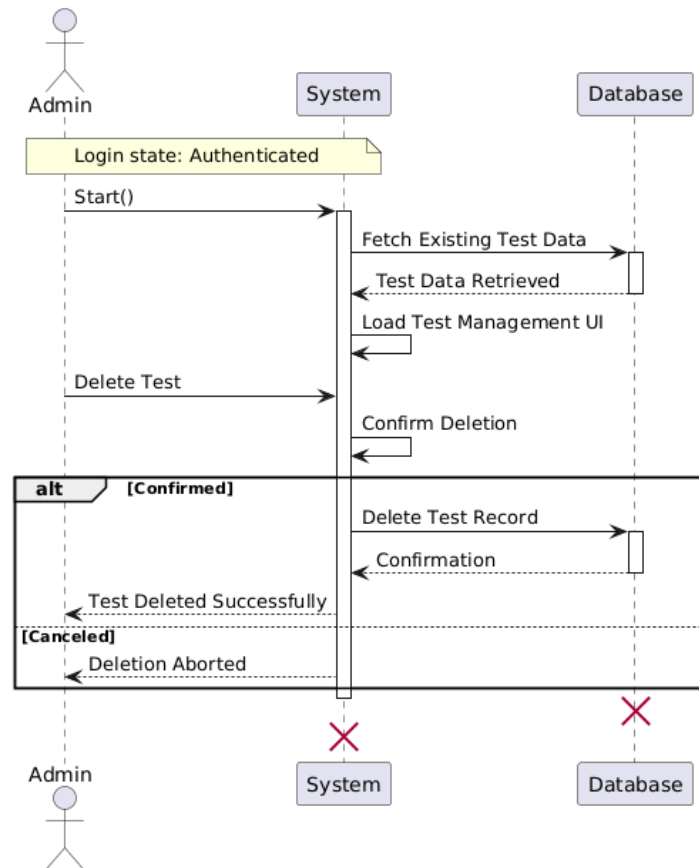 Admin
System
Database
Login state: Authenticated
Start()
Fetch Existing Test Data
Test Data Retrieved
Load Test Management UI
Delete Test
Confirm Deletion
alt
[Confirmed]
Delete Test Record
Confirmation
Test Deleted Successfully
[Canceled]
Deletion Aborted
Admin
System
Database